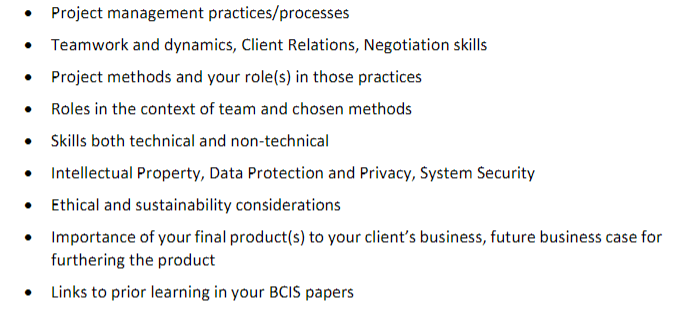 • Project management practices/processes
• Teamwork and dynamics, Client Relations, Negotiation skills
• Project methods and your role(s) in those practices
• Roles in the context of team and chosen methods
• Skills both technical and non-technical
• Intellectual Property, Data Protection and Privacy, System Security
• Ethical and sustainability considerations
• Importance of your final product(s) to your client’s business, future business case for
furthering the product
• Links to prior learning in your BCIS papers